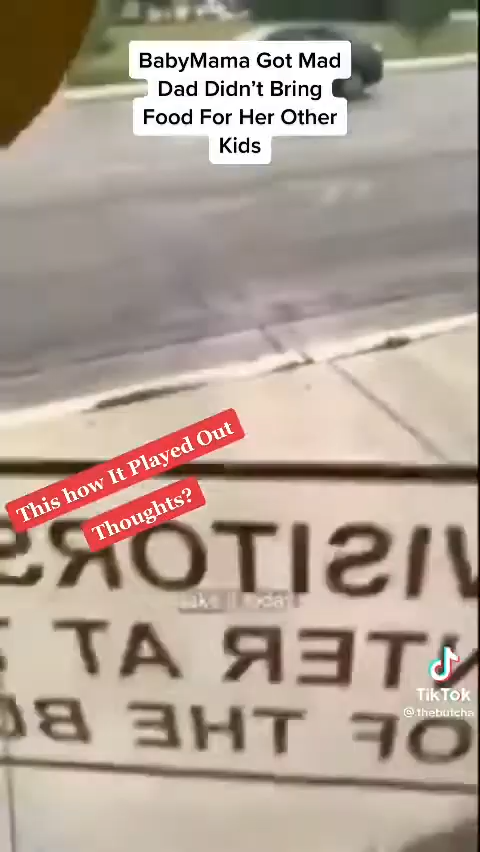 BabyMama Got Mad
Dad Didn't Bring
Food For Her Other
Kids
This how It Played Out
Thoughts?
VISITORS
NTER AT
OF THE
TikTok
@thebutcha